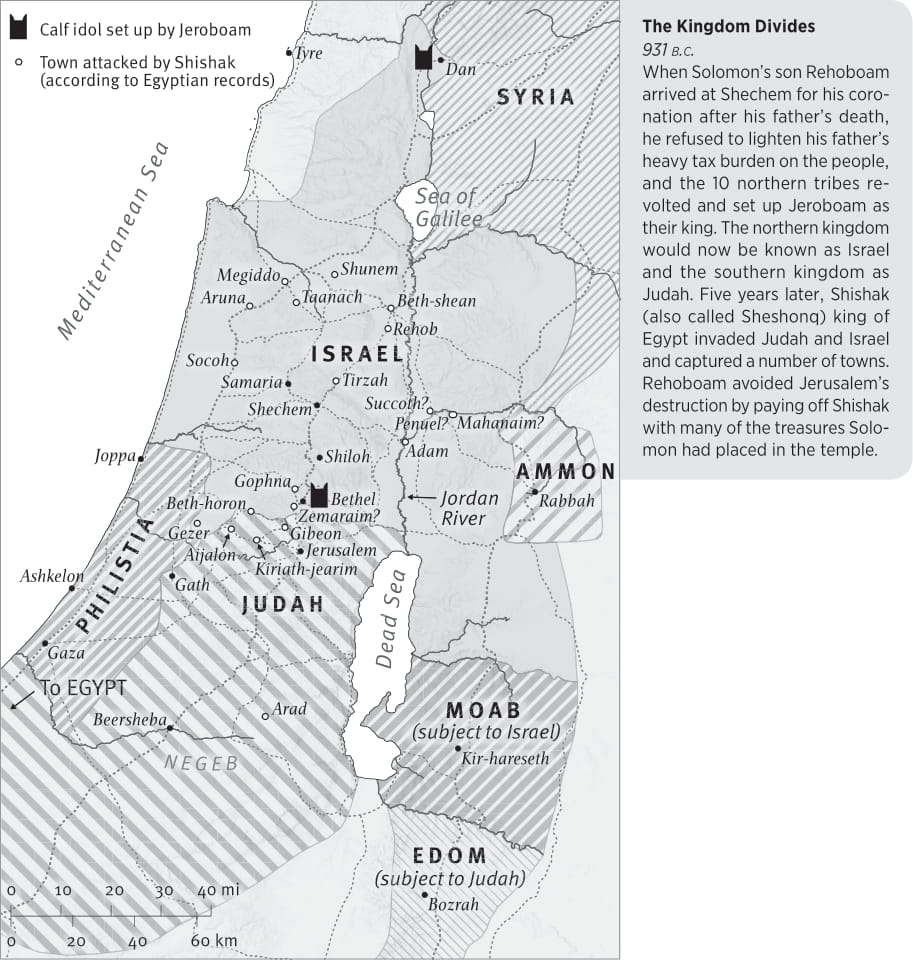 Calf idol set up by Jeroboam
Town attacked by Shishak
(according to Egyptian records)
Tyre
Dan
SYRIA
Mediterranean Sea
Sea of
Galilee
Megiddo
Shunem
Aruna
Taanach
Beth-shean
Rehob
ISRAEL
Socoh
Samaria
Tirzah
Shechem
Succoth?
Penuel?
Mahanaim?
Adam
Joppa
Shiloh
AMMON
Rabbah
Gophna
Bethel
Jordan
River
Beth-horon
Zemaraim?
Gezer
Gibeon
Aijalon
Jerusalem
Kiriath-jearim
PHILISTIA
Ashkelon
Gath
JUDAH
Dead Sea
Gaza
To EGYPT
Beersheba
Arad
MOAB
(subject to Israel)
Kir-hareseth
NEGEB
EDOM
(subject to Judah)
Bozrah
0 10 20 30 40 mi
0 20 40 60 km
The Kingdom Divides
931 B.C.
When Solomon’s son Rehoboam
arrived at Shechem for his coro-
nation after his father’s death,
he refused to lighten his father’s
heavy tax burden on the people,
and the 10 northern tribes re-
volted and set up Jeroboam as
their king. The northern kingdom
would now be known as Israel
and the southern kingdom as
Judah. Five years later, Shishak
(also called Sheshonq) king of
Egypt invaded Judah and Israel
and captured a number of towns.
Rehoboam avoided Jerusalem’s
destruction by paying off Shishak
with many of the treasures Solo-
mon had placed in the temple.